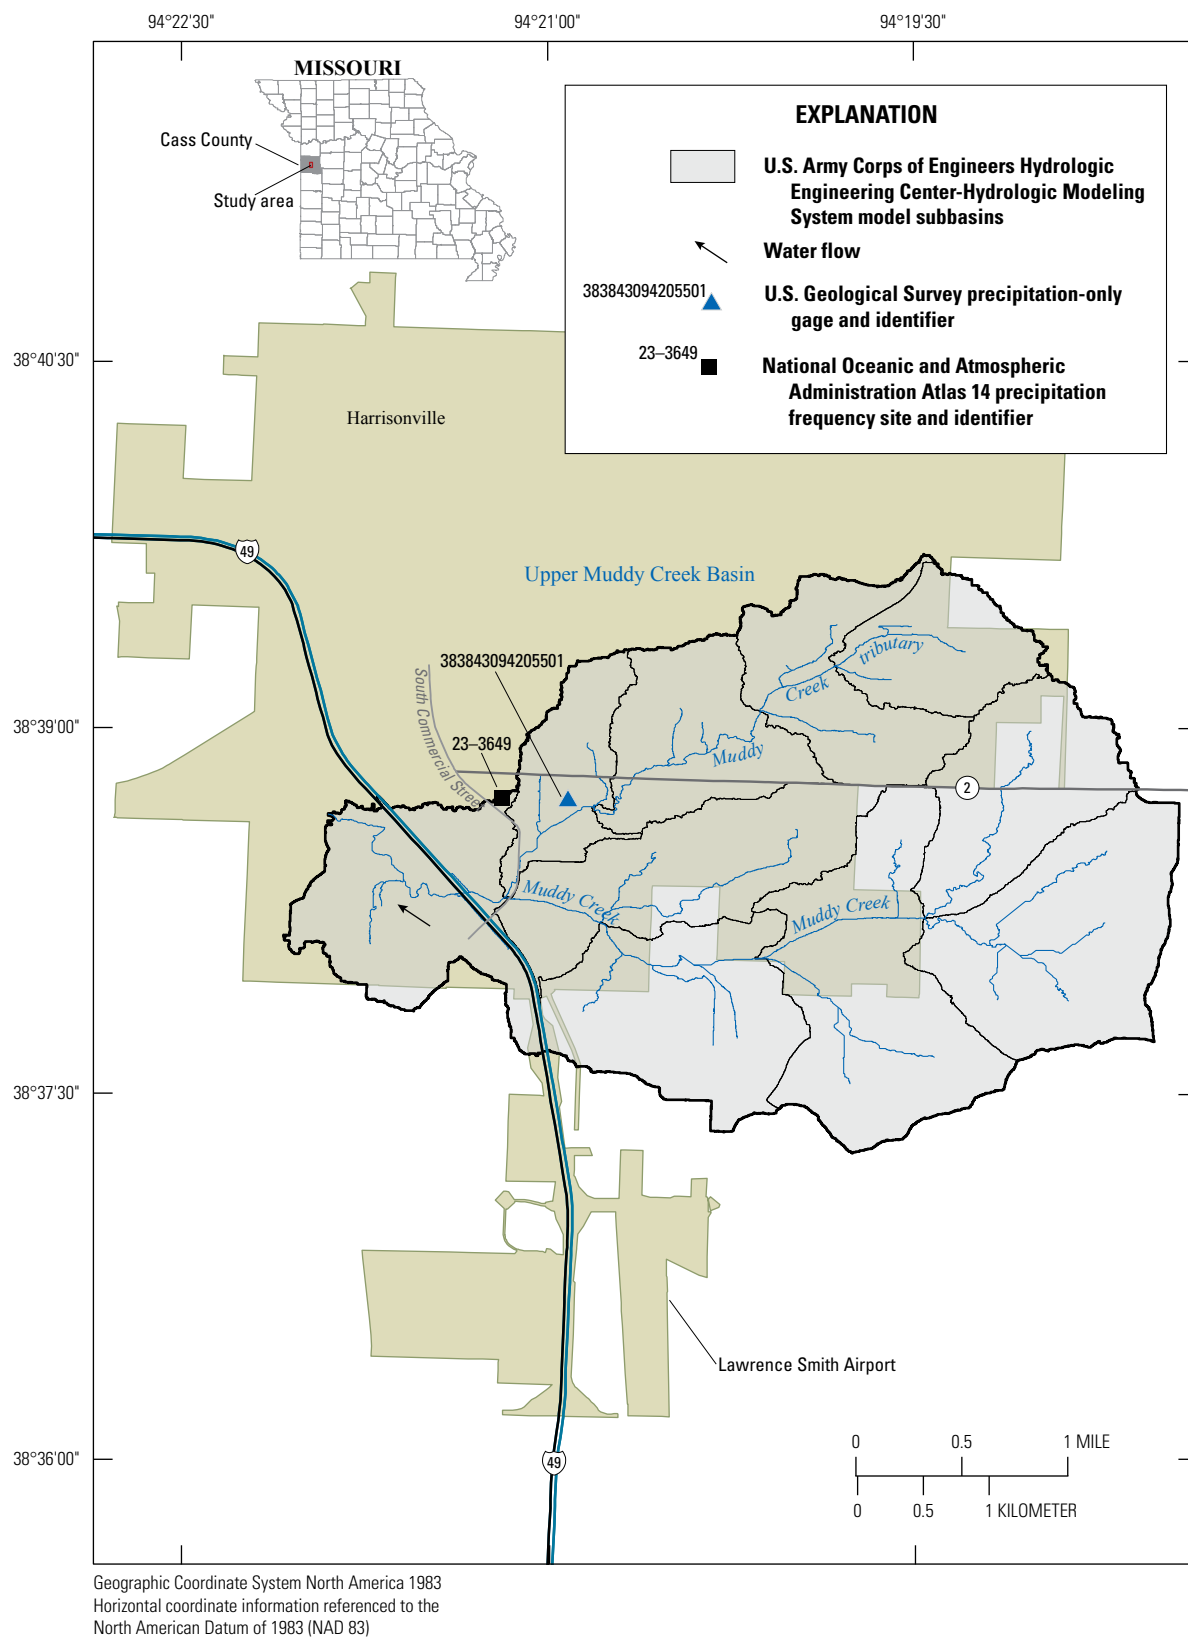 94°22'30"
94°21'00"
94°19'30"
MISSOURI
Cass County
Study area
EXPLANATION
U.S. Army Corps of Engineers Hydrologic
Engineering Center-Hydrologic Modeling
System model subbasins
Water flow
383843094205501
U.S. Geological Survey precipitation-only
gage and identifier
23–3649
National Oceanic and Atmospheric
Administration Atlas 14 precipitation
frequency site and identifier
38°40'30"
Harrisonville
49
Upper Muddy Creek Basin
383843094205501
South Commercial Street
Muddy
Creek
tributary
38°39'00"
23–3649
2
Muddy Creek
Muddy Creek
38°37'30"
Lawrence Smith Airport
38°36'00"
49
0
0.5
1 MILE
0
0.5
1 KILOMETER
Geographic Coordinate System North America 1983
Horizontal coordinate information referenced to the
North American Datum of 1983 (NAD 83)